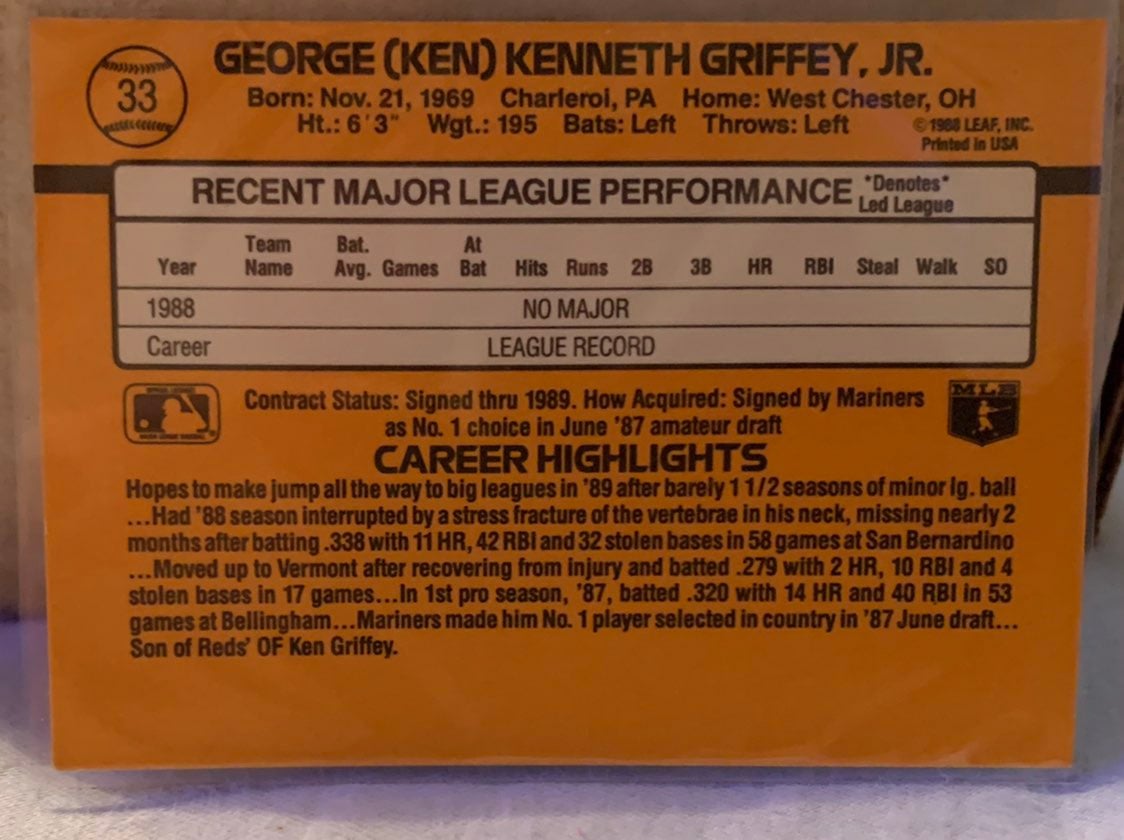 33
GEORGE (KEN) KENNETH GRIFFEY, JR.
Born: Nov. 21, 1969 Charleroi, PA Home: West Chester, OH
Ht.: 6'3" Wgt.: 195 Bats: Left Throws: Left
©1988 LEAF, INC.
Printed in USA
RECENT MAJOR LEAGUE PERFORMANCE *Denotes*
Led League
Year Team Name Bat. Avg. Games At Bat Hits Runs 2B 3B HR RBI Steal Walk SO
1988 NO MAJOR
Career LEAGUE RECORD
MLB
Contract Status: Signed thru 1989. How Acquired: Signed by Mariners
as No. 1 choice in June '87 amateur draft
CAREER HIGHLIGHTS
Hopes to make jump all the way to big leagues in '89 after barely 1 1/2 seasons of minor lg. ball
...Had '88 season interrupted by a stress fracture of the vertebrae in his neck, missing nearly 2
months after batting .338 with 11 HR, 42 RBI and 32 stolen bases in 58 games at San Bernardino
...Moved up to Vermont after recovering from injury and batted .279 with 2 HR, 10 RBI and 4
stolen bases in 17 games...In 1st pro season, '87, batted .320 with 14 HR and 40 RBI in 53
games at Bellingham...Mariners made him No. 1 player selected in country in '87 June draft...
Son of Reds' OF Ken Griffey.